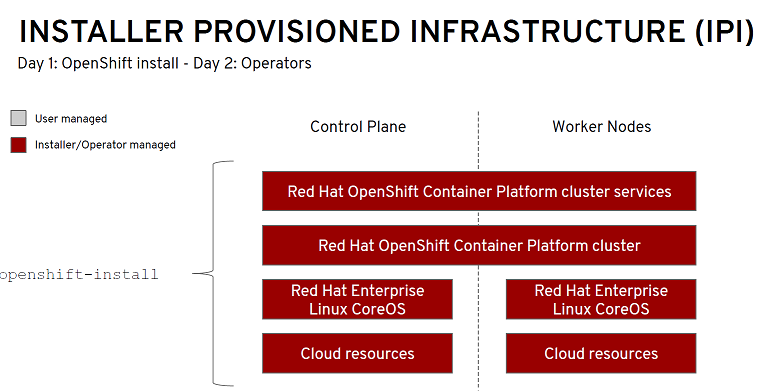 INSTALLER PROVISIONED INFRASTRUCTURE (IPI)
Day 1: OpenShift install - Day 2: Operators
User managed
Installer/Operator managed
Control Plane
Worker Nodes
Red Hat OpenShift Container Platform cluster services
Red Hat OpenShift Container Platform cluster
openshift-install
Red Hat Enterprise
Linux CoreOS
Red Hat Enterprise
Linux CoreOS
Cloud resources
Cloud resources